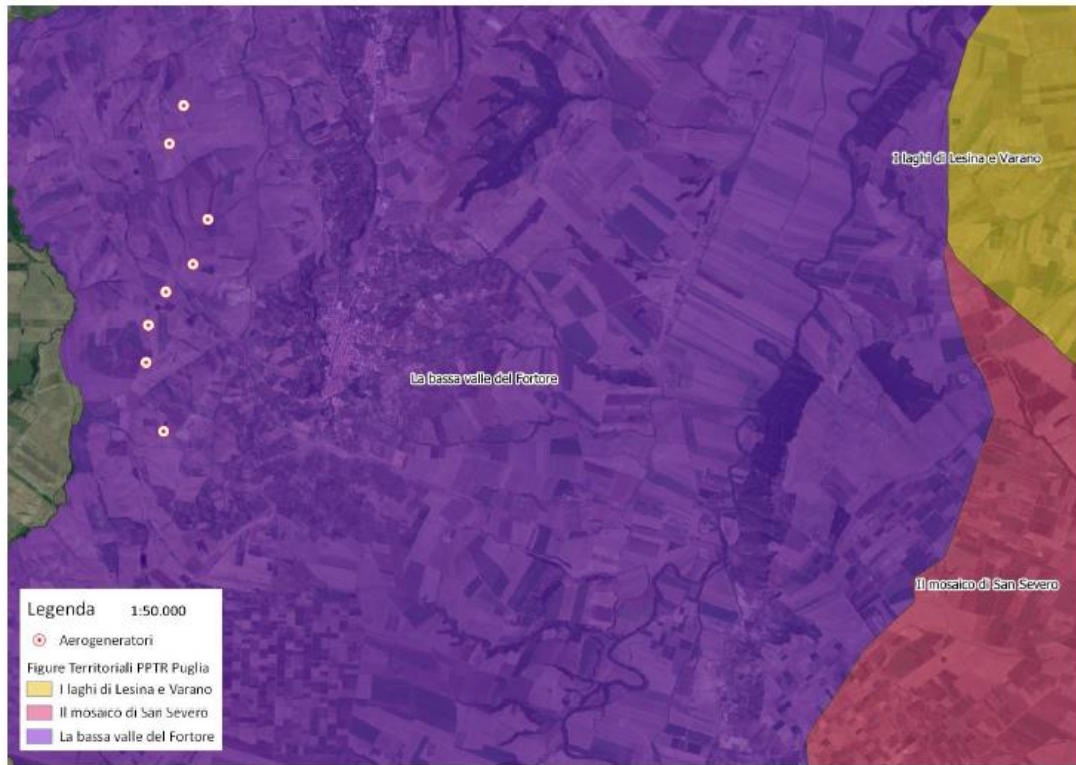 I laghi di Lesina e Varano
La bassa valle del Fortore
Il mosaico di San Severo
Legenda 1:50.000
Aerogeneratori
Figure Territoriali PPTR Puglia
I laghi di Lesina e Varano
Il mosaico di San Severo
La bassa valle del Fortore